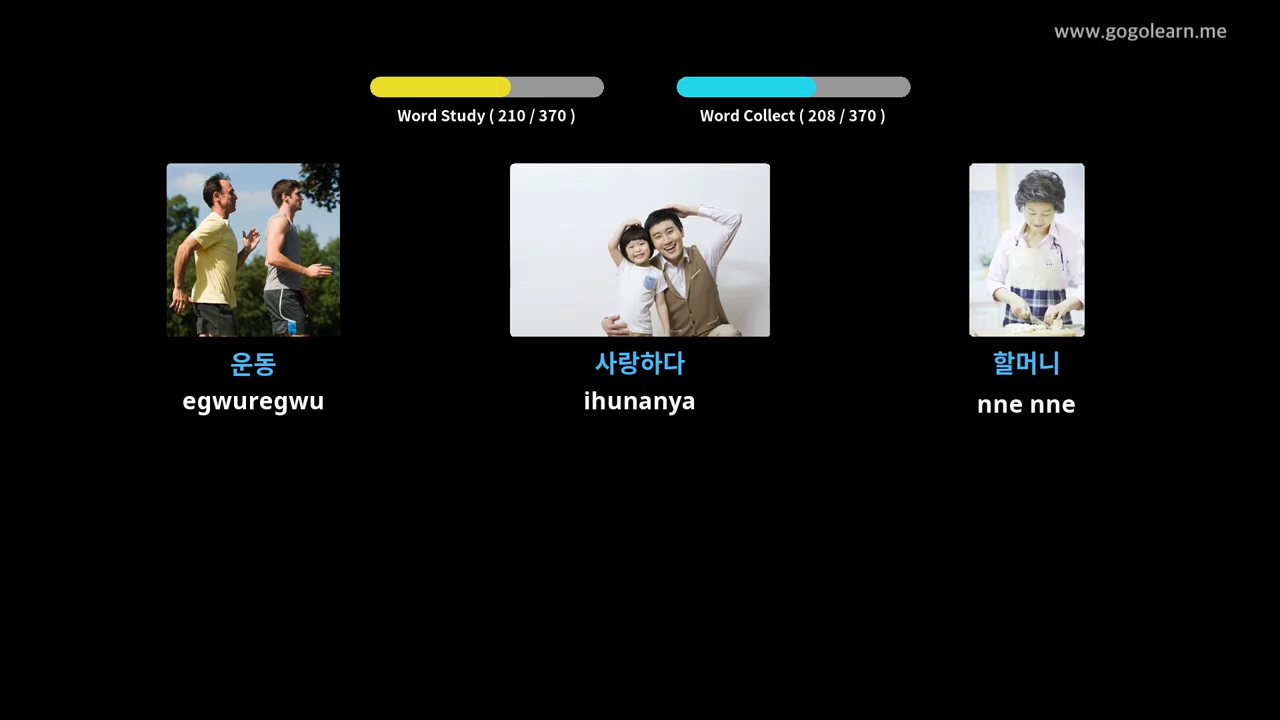 www.gogolearn.me
Word Study ( 210 / 370 )
Word Collect ( 208 / 370 )
운동
egwuregwu
사랑하다
ihunanya
할머니
nne nne